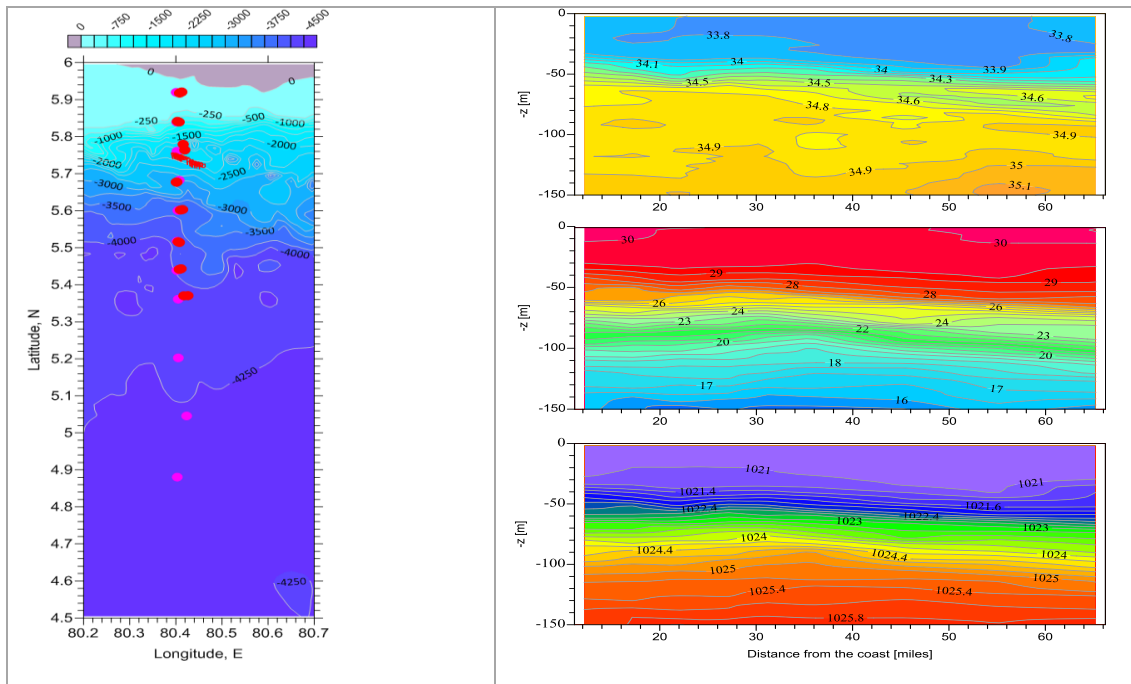 0 -750 -1500 -2250 -3000 -3750 -4500
6
5.9
5.8
5.7
5.6
5.5
5.4
5.3
5.2
5.1
5
4.9
4.8
4.7
4.6
4.5
Latitude, N
0
0
-250 -250 -500 -1000
-1000 -1500 -2000
-2000 -2500
-3000 -3000
-3500 -3500
-4000 -4000
-4250
-4250
80.2 80.3 80.4 80.5 80.6 80.7
Longitude, E
0
-50
-100
-150
-z [m]
33.8 33.8
34.1 34 34 33.9
34.5 34.5 34.3
34.8 34.6 34.6
34.9 34.9
34.9 35
35.1
20 30 40 50 60
0
-50
-100
-150
-z [m]
30 30
29 28 29
26 28 26
24 24
23 22 23
20 20
18
17 17
16
20 30 40 50 60
0
-50
-100
-150
-z [m]
1021 1021
1021.4 1021.6
1022.4 1022.4
1023 1023
1024 1024
1024.4 1024.4
1025 1025
1025.4 1025.4
1025.8
20 30 40 50 60
Distance from the coast [miles]